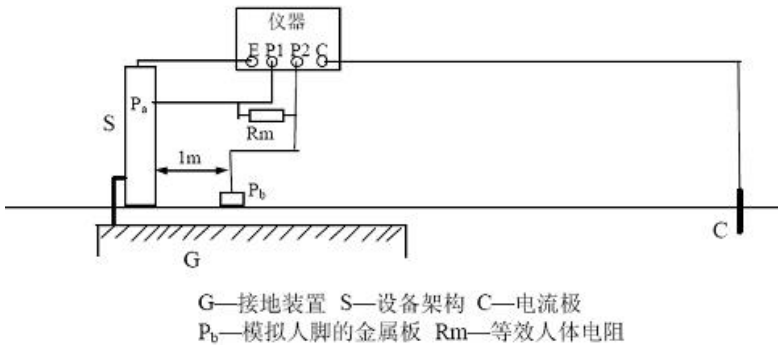 仪器
E P1 P2 C
Pa
S
Rm
1m
Pb
C
G
G—接地装置 S—设备架构 C—电流极
Pb—模拟人脚的金属板 Rm—等效人体电阻